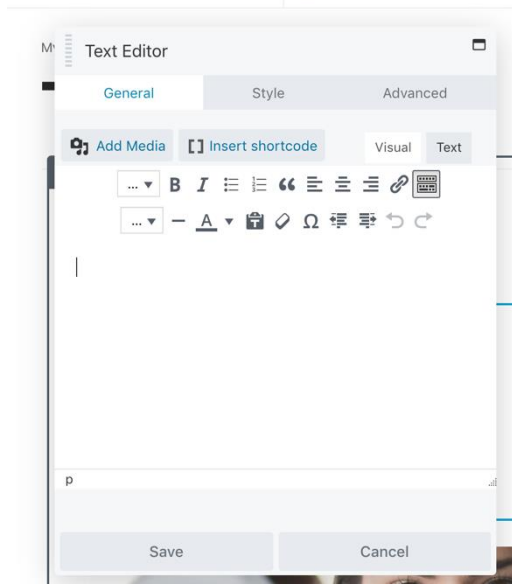 Text Editor
General Style Advanced
Add Media Insert shortcode Visual Text
... B I
... A Ω
p
Save Cancel